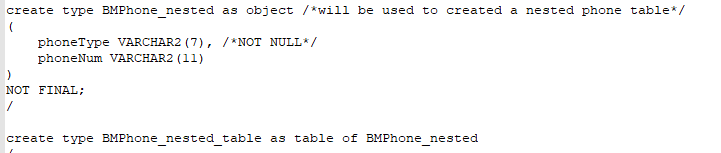 create type BMPhone_nested as object /*will be used to created a nested phone table*/
(
    phoneType VARCHAR2(7), /*NOT NULL*/
    phoneNum VARCHAR2(11)
)
NOT FINAL;
/

create type BMPhone_nested_table as table of BMPhone_nested
/